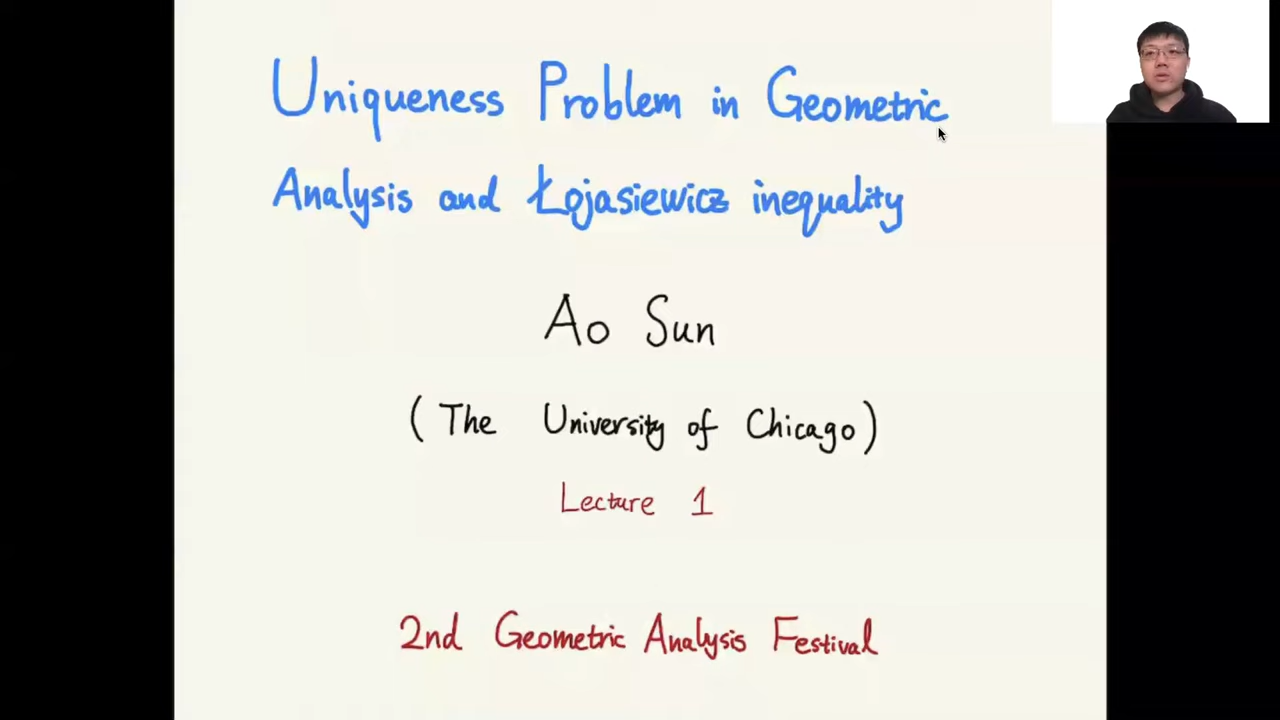 Uniqueness Problem in Geometric
Analysis and Łojasiewicz inequality
Ao Sun
(The University of Chicago)
Lecture 1
2nd Geometric Analysis Festival